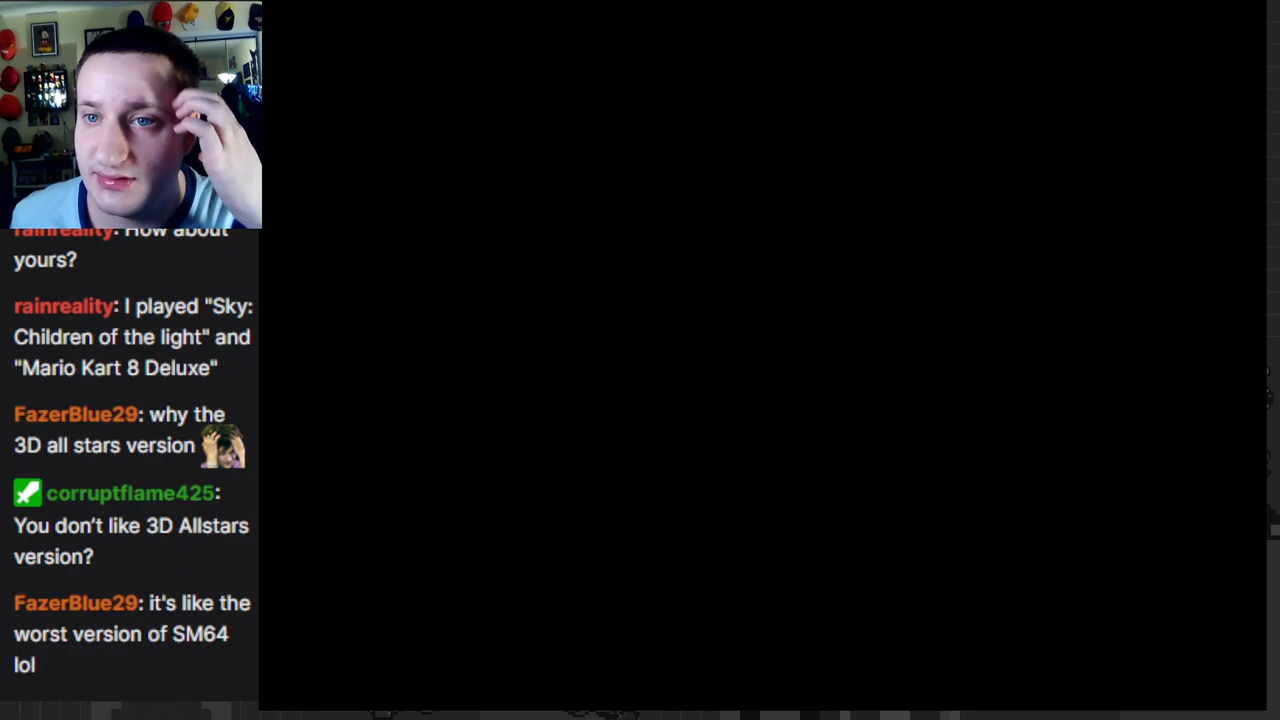 rainreality: How about
yours?
rainreality: I played "Sky:
Children of the light" and
"Mario Kart 8 Deluxe"
FazerBlue29: why the
3D all stars version
corruptflame425:
You don't like 3D Allstars
version?
FazerBlue29: it's like the
worst version of SM64
lol